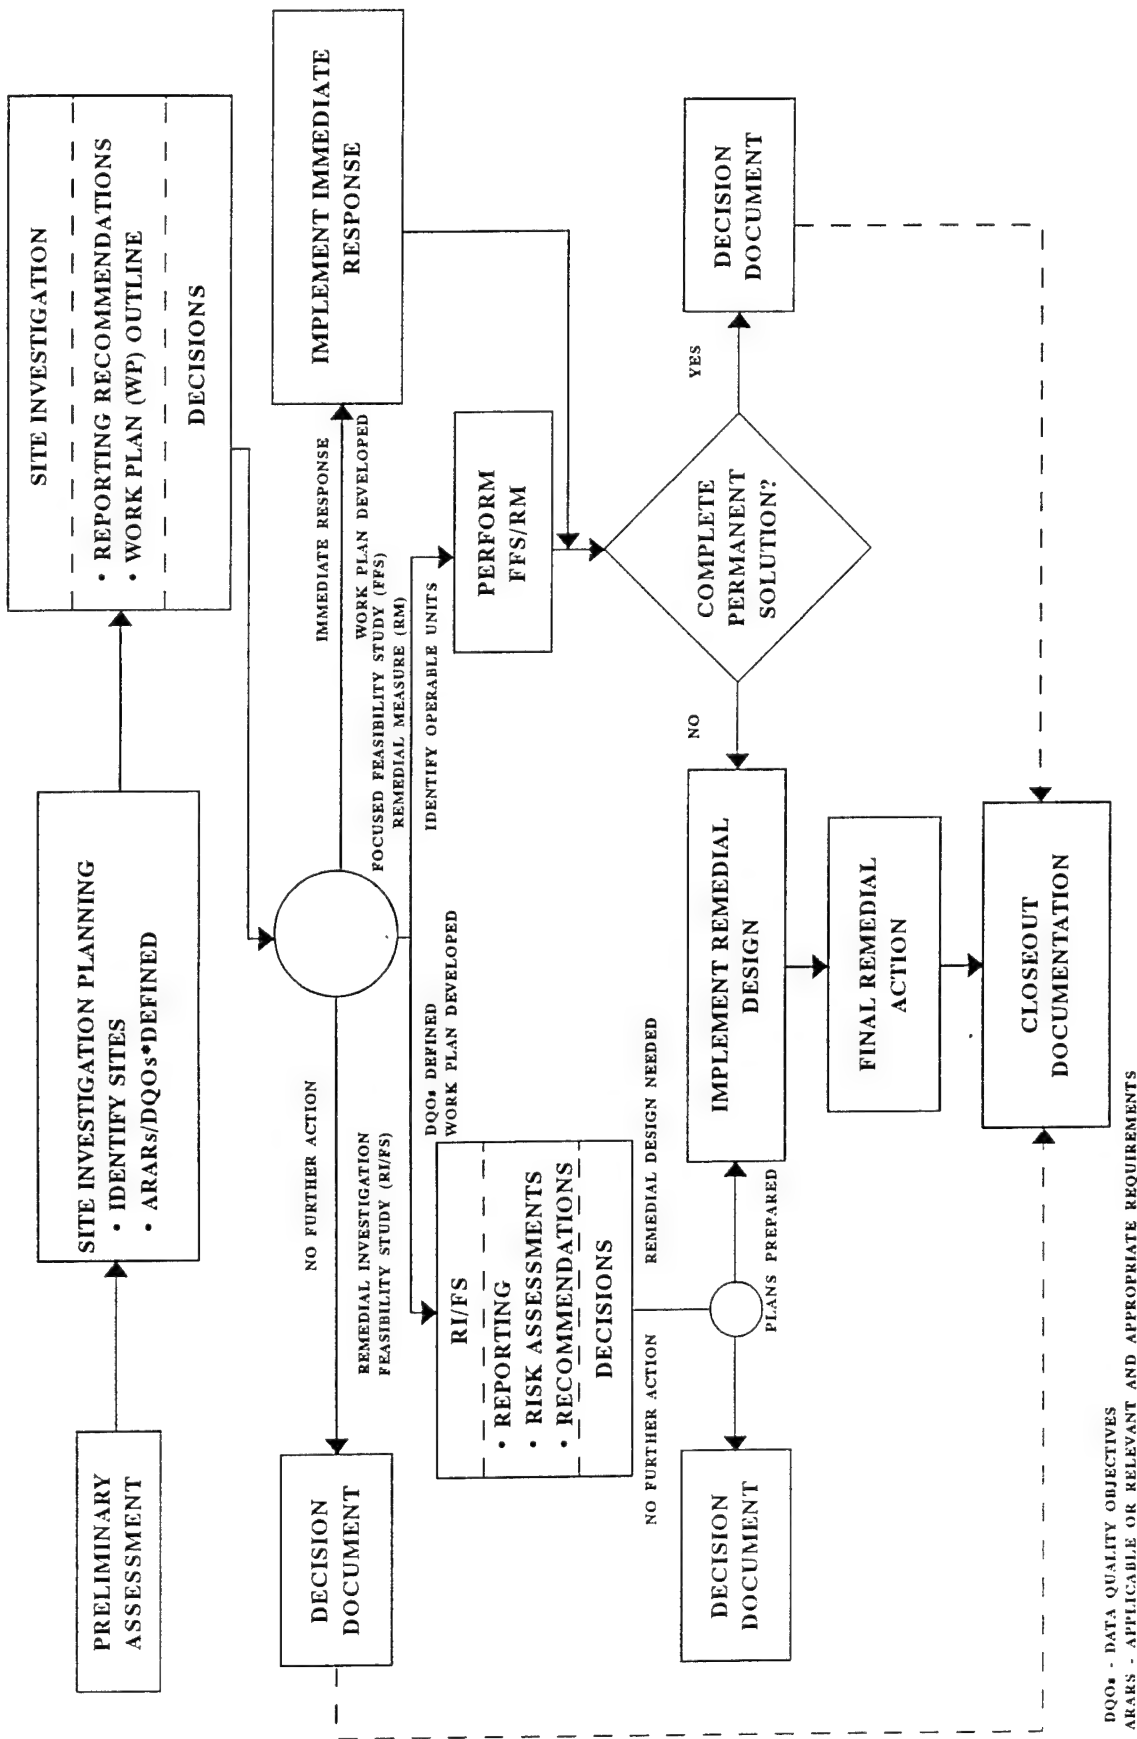 PRELIMINARY
ASSESSMENT
SITE INVESTIGATION PLANNING
• IDENTIFY SITES
• ARARs/DQOs*DEFINED
SITE INVESTIGATION
• REPORTING RECOMMENDATIONS
• WORK PLAN (WP) OUTLINE
DECISIONS
DECISION
DOCUMENT
NO FURTHER ACTION
REMEDIAL INVESTIGATION
FEASIBILITY STUDY (RI/FS)
IMMEDIATE RESPONSE
WORK PLAN DEVELOPED
FOCUSED FEASIBILITY STUDY (FFS)
REMEDIAL MEASURE (RM)
IDENTIFY OPERABLE UNITS
IMPLEMENT IMMEDIATE
RESPONSE
DQOs DEFINED
WORK PLAN DEVELOPED
RI/FS
• REPORTING
• RISK ASSESSMENTS
• RECOMMENDATIONS
DECISIONS
PERFORM
FFS/RM
NO FURTHER ACTION
REMEDIAL DESIGN NEEDED
DECISION
DOCUMENT
PLANS PREPARED
IMPLEMENT REMEDIAL
DESIGN
NO
COMPLETE
PERMANENT
SOLUTION?
YES
DECISION
DOCUMENT
FINAL REMEDIAL
ACTION
CLOSEOUT
DOCUMENTATION
DQOs - DATA QUALITY OBJECTIVES
ARARS - APPLICABLE OR RELEVANT AND APPROPRIATE REQUIREMENTS